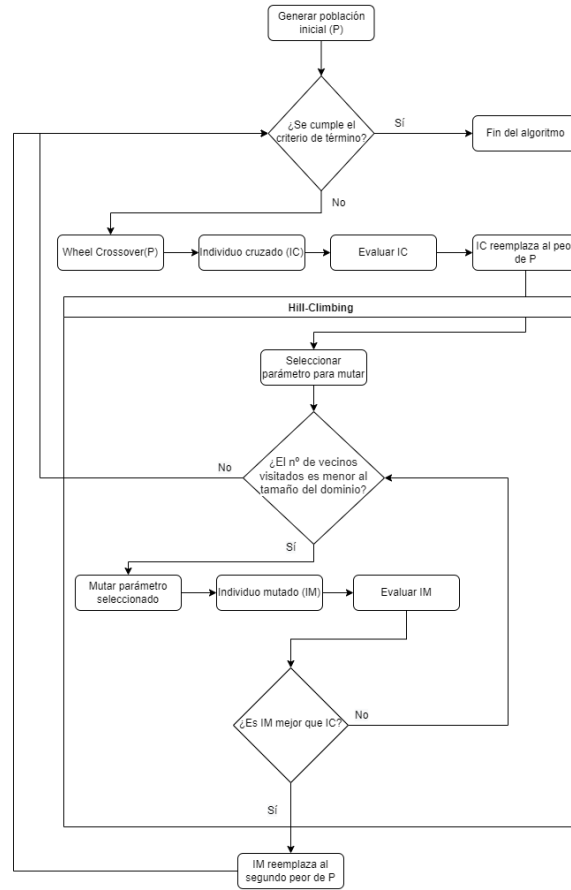 Generar población
inicial (P)
¿Se cumple el
criterio de término?
Sí
Fin del algoritmo
No
Wheel Crossover(P)
Individuo cruzado (IC)
Evaluar IC
IC reemplaza al peor
de P
Hill-Climbing
Seleccionar
parámetro para mutar
¿El nº de vecinos
visitados es menor al
tamaño del dominio?
No
Sí
Mutar parámetro
seleccionado
Individuo mutado (IM)
Evaluar IM
¿Es IM mejor que IC?
No
Sí
IM reemplaza al
segundo peor de P